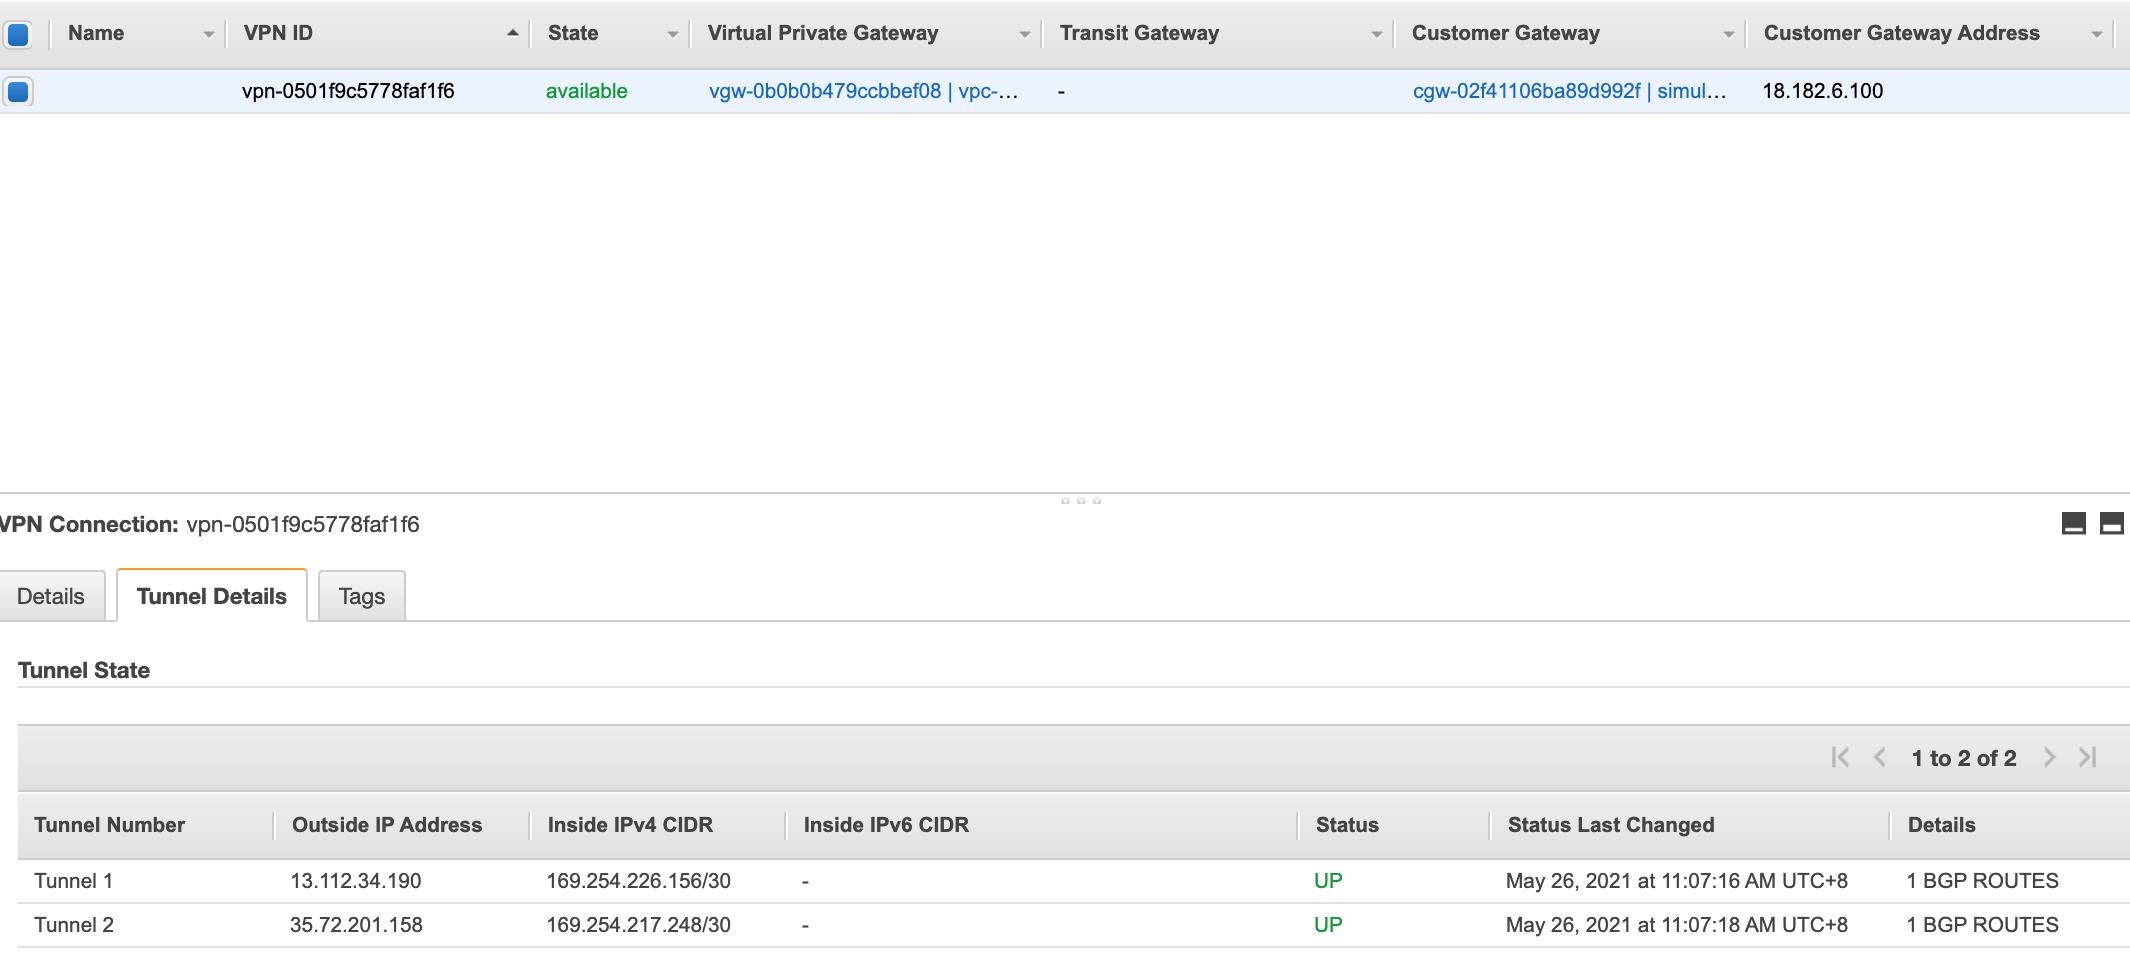 Name VPN ID State Virtual Private Gateway Transit Gateway Customer Gateway Customer Gateway Address
vpn-0501f9c5778faf1f6 available vgw-0b0b0b479ccbbef08 | vpc-... - cgw-02f41106ba89d992f | simul... 18.182.6.100
VPN Connection: vpn-0501f9c5778faf1f6
Details Tunnel Details Tags
Tunnel State
1 to 2 of 2
Tunnel Number Outside IP Address Inside IPv4 CIDR Inside IPv6 CIDR Status Status Last Changed Details
Tunnel 1 13.112.34.190 169.254.226.156/30 - UP May 26, 2021 at 11:07:16 AM UTC+8 1 BGP ROUTES
Tunnel 2 35.72.201.158 169.254.217.248/30 - UP May 26, 2021 at 11:07:18 AM UTC+8 1 BGP ROUTES